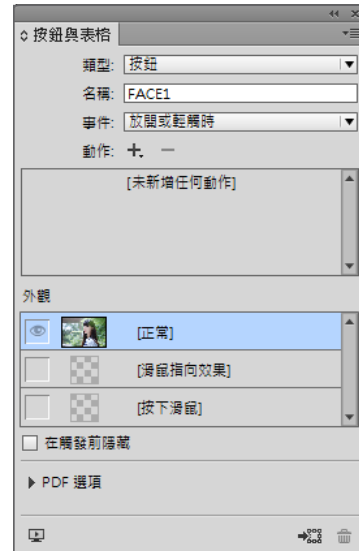 按鈕與表格
類型: 按鈕
名稱: FACE1
事件: 放開或輕觸時
動作:
[未新增任何動作]
外觀
[正常]
[滑鼠指向效果]
[按下滑鼠]
在觸發前隱藏
PDF 選項